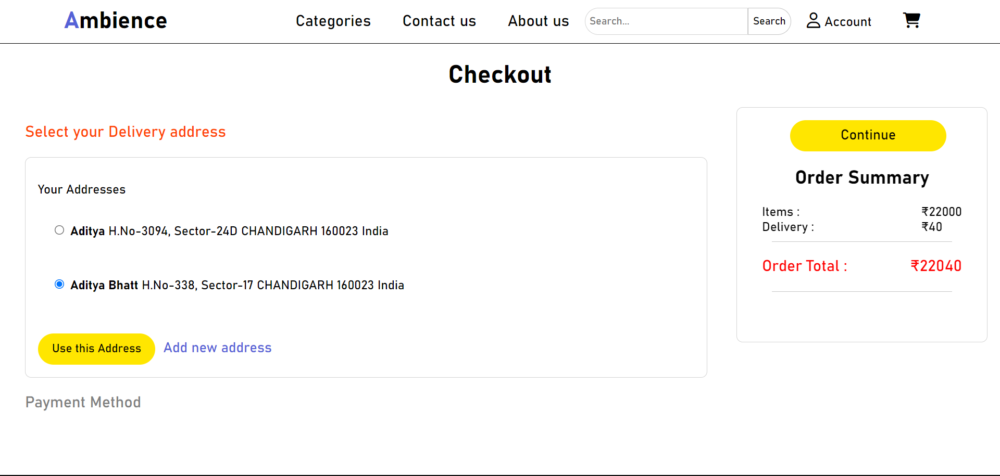 Ambience
Categories
Contact us
About us
Search...
Search
Account
Checkout
Select your Delivery address
Your Addresses
Aditya H.No-3094, Sector-24D CHANDIGARH 160023 India
Aditya Bhatt H.No-338, Sector-17 CHANDIGARH 160023 India
Use this Address
Add new address
Payment Method
Continue
Order Summary
Items : ₹22000
Delivery : ₹40
Order Total : ₹22040